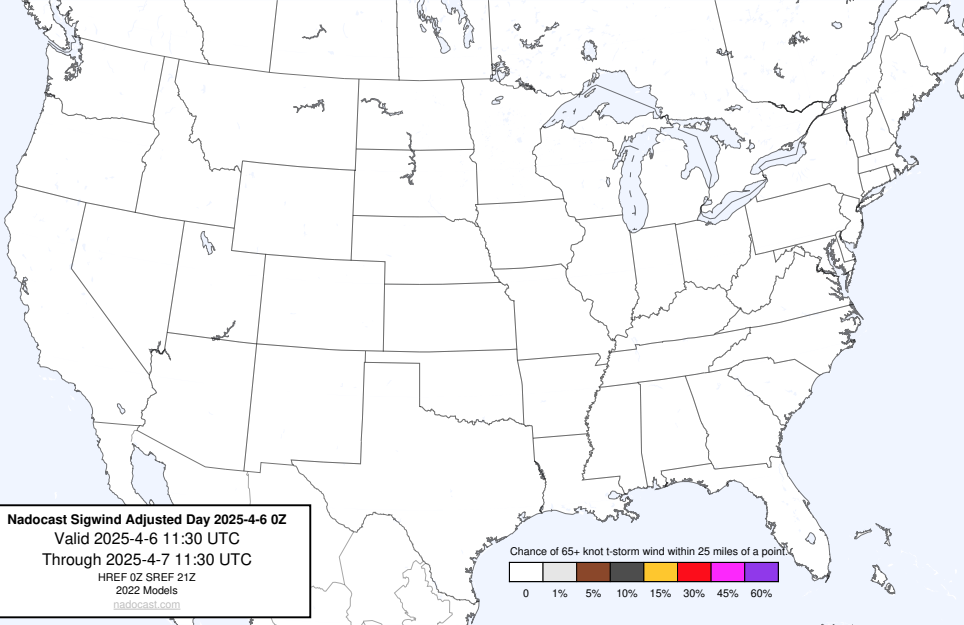 Nadocast Sigwind Adjusted Day 2025-4-6 0Z
Valid 2025-4-6 11:30 UTC
Through 2025-4-7 11:30 UTC
HREF 0Z SREF 21Z
2022 Models
nadocast.com
Chance of 65+ knot t-storm wind within 25 miles of a point.
0 1% 5% 10% 15% 30% 45% 60%